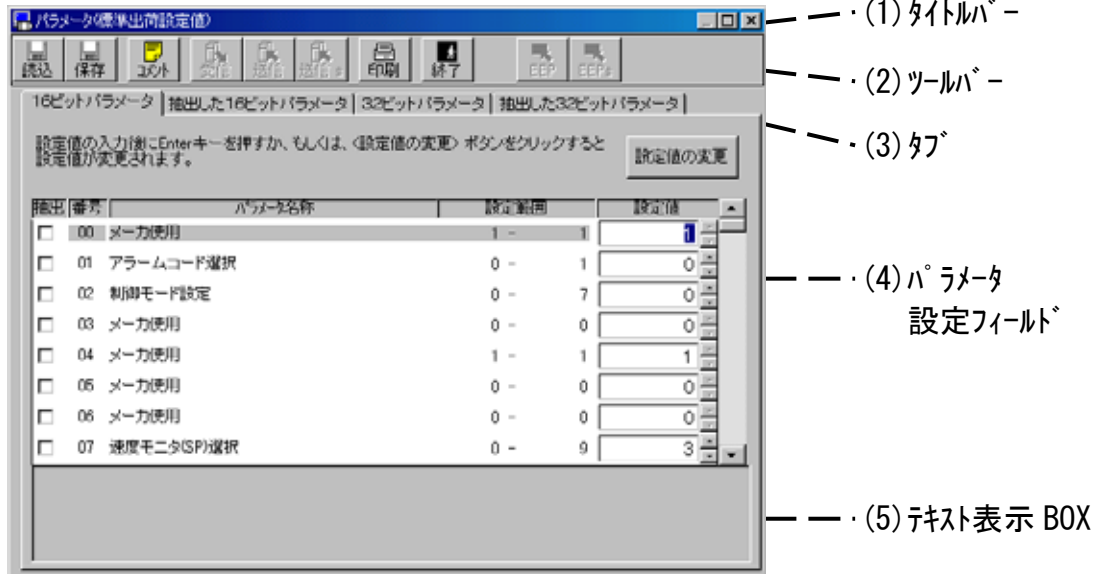 パラメータ(標準出荷設定値)
(1) ﾀｲﾄﾙﾊﾞｰ
読込 保存 ｺﾒﾝﾄ 受信 送信 送信s 印刷 終了 EEP EEPs
(2) ﾂｰﾙﾊﾞｰ
16ビットパラメータ 抽出した16ビットパラメータ 32ビットパラメータ 抽出した32ビットパラメータ
(3) ﾀﾌﾞ
設定値の入力後にEnterキーを押すか、もしくは、<設定値の変更> ボタンをクリックすると
設定値が変更されます。
設定値の変更
抽出 番号 パラメータ名称 設定範囲 設定値
00 メーカ使用 1 - 1 1
01 アラームコード選択 0 - 1 0
02 制御モード設定 0 - 7 0
03 メーカ使用 0 - 0 0
04 メーカ使用 1 - 1 1
05 メーカ使用 0 - 0 0
06 メーカ使用 0 - 0 0
07 速度モニタ(SP)選択 0 - 9 3
(4) ﾊﾟﾗﾒｰﾀ
設定ﾌｨｰﾙﾄﾞ
(5) ﾃｷｽﾄ表示 BOX